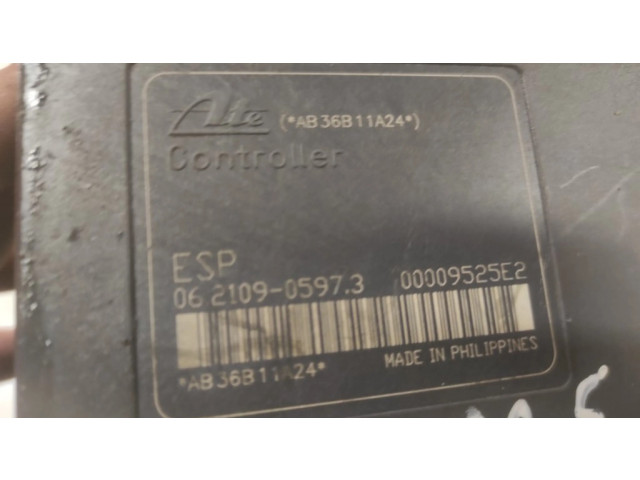 Ate (*AB36B11A24*)
Controller
ESP
06.2109-0597.3 00009525E2
MADE IN PHILIPPINES
*AB36B11A24*